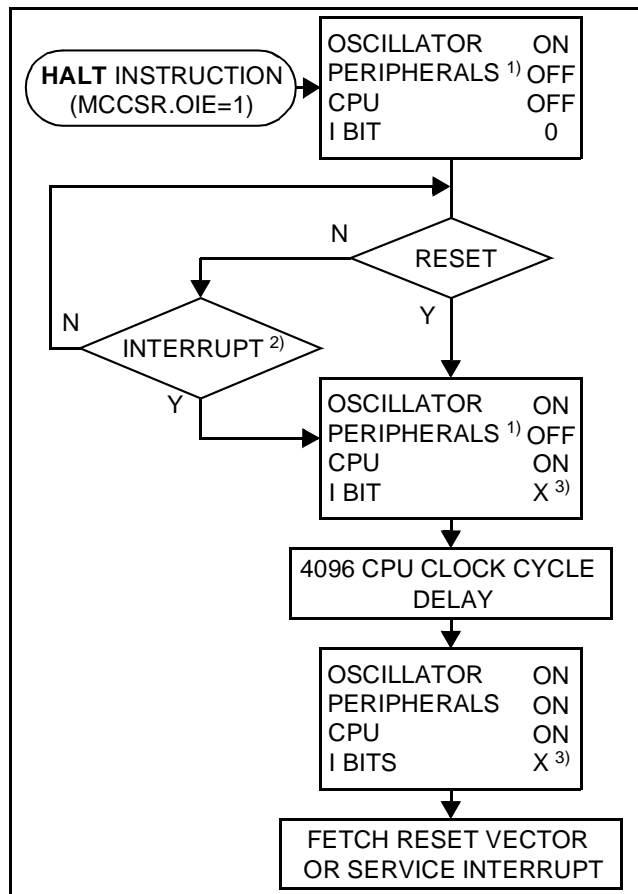 HALT INSTRUCTION
(MCCSR.OIE=1)
OSCILLATOR ON
PERIPHERALS 1) OFF
CPU OFF
I BIT 0
N
RESET
Y
N
INTERRUPT 2)
Y
OSCILLATOR ON
PERIPHERALS 1) OFF
CPU ON
I BIT X 3)
4096 CPU CLOCK CYCLE
DELAY
OSCILLATOR ON
PERIPHERALS ON
CPU ON
I BITS X 3)
FETCH RESET VECTOR
OR SERVICE INTERRUPT